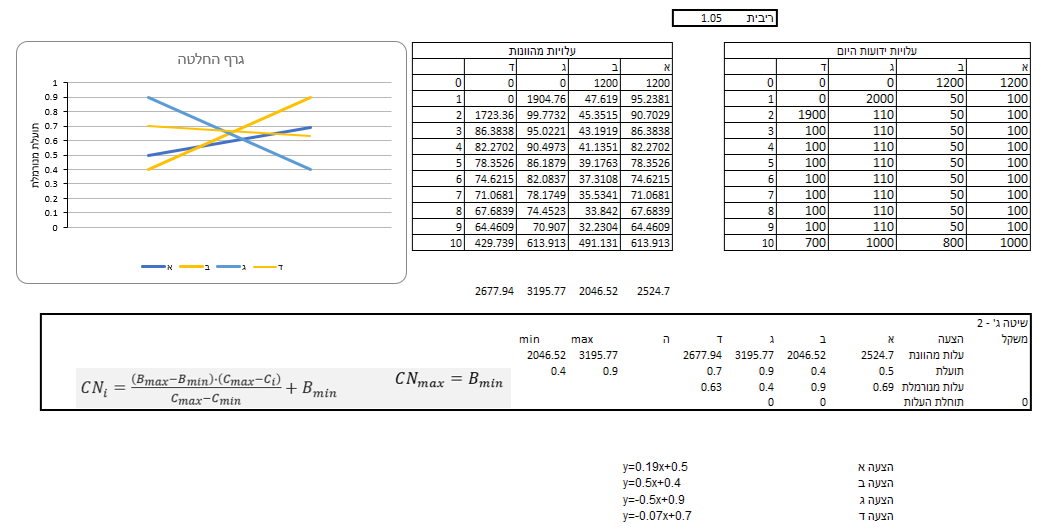 ריבית 1.05
עלויות ידועות היום
א ב ג ד
1200 1200 0 0 0
100 50 2000 0 1
100 50 110 1900 2
100 50 110 100 3
100 50 110 100 4
100 50 110 100 5
100 50 110 100 6
100 50 110 100 7
100 50 110 100 8
100 50 110 100 9
1000 800 1000 700 10
עלויות מהוונות
א ב ג ד
1200 1200 0 0 0
95.2381 47.619 1904.76 0 1
90.7029 45.3515 99.7732 1723.36 2
86.3838 43.1919 95.0221 86.3838 3
82.2702 41.1351 90.4973 82.2702 4
78.3526 39.1763 86.1879 78.3526 5
74.6215 37.3108 82.0837 74.6215 6
71.0681 35.5341 78.1749 71.0681 7
67.6839 33.842 74.4523 67.6839 8
64.4609 32.2304 70.907 64.4609 9
613.913 491.131 613.913 429.739 10
2524.7 2046.52 3195.77 2677.94
גרף החלטה
תועלת מנורמלת
1
0.9
0.8
0.7
0.6
0.5
0.4
0.3
0.2
0.1
0
א ב ג ד
שיטה ג' - 2
משקל הצעה א ב ג ד ה max min
עלות מהוונת 2524.7 2046.52 3195.77 2677.94 3195.77 2046.52
תועלת 0.5 0.4 0.9 0.7 0.9 0.4
עלות מנורמלת 0.69 0.9 0.4 0.63
0 תוחלת העלות 0 0
CNᵢ = (Bmax−Bmin)·(Cmax−Cᵢ) / Cmax−Cmin + Bmin
CNmax = Bmin
הצעה א y=0.19x+0.5
הצעה ב y=0.5x+0.4
הצעה ג y=-0.5x+0.9
הצעה ד y=-0.07x+0.7